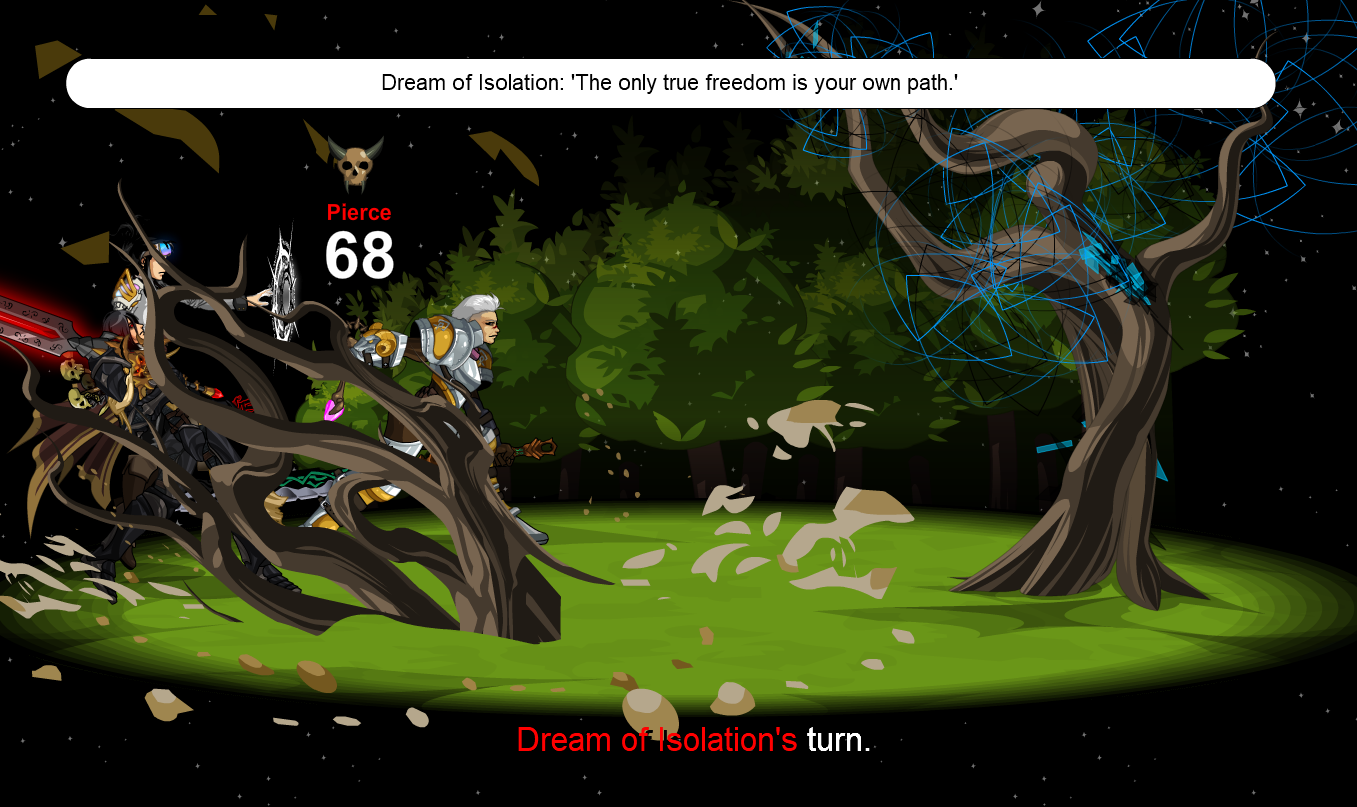 Dream of Isolation: 'The only true freedom is your own path.'
Pierce
68
Dream of Isolation's turn.